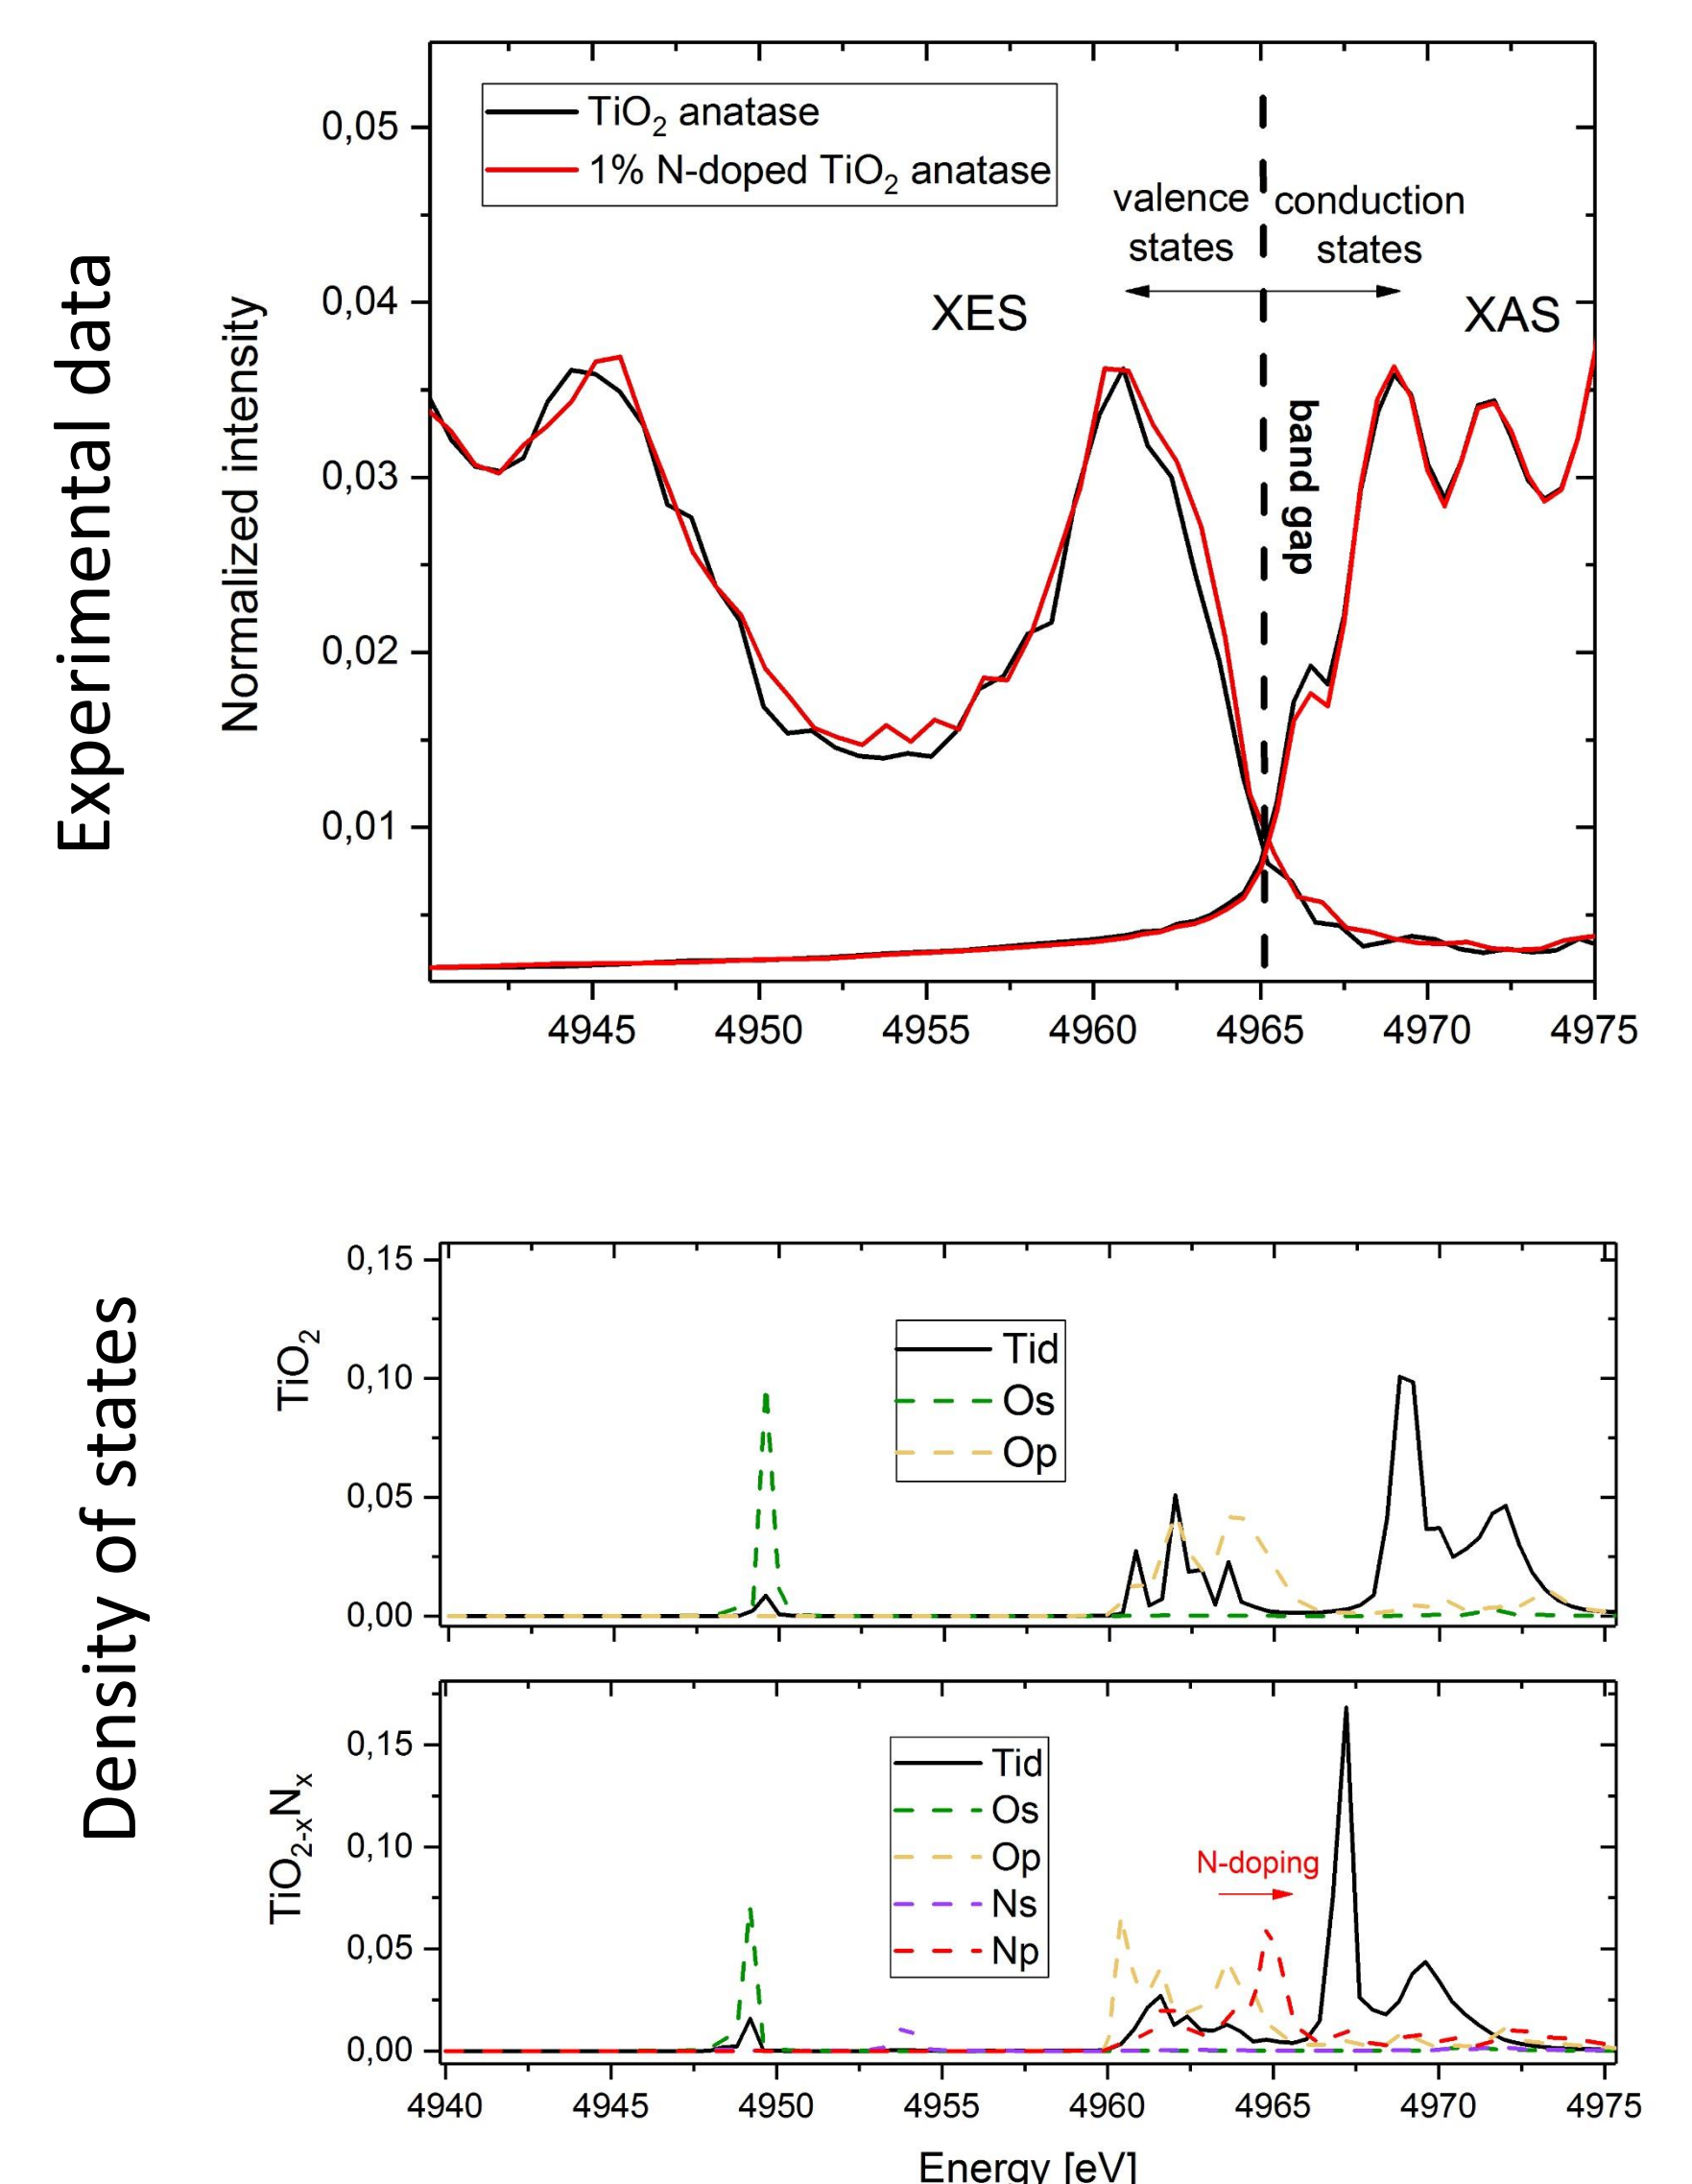 Experimental data
Normalized intensity
0,05
0,04
0,03
0,02
0,01
TiO2 anatase
1% N-doped TiO2 anatase
valence
states
conduction
states
XES
XAS
band gap
4945
4950
4955
4960
4965
4970
4975
Density of states
TiO2
0,15
0,10
0,05
0,00
Tid
Os
Op
TiO2-xNx
0,15
0,10
0,05
0,00
Tid
Os
Op
Ns
Np
N-doping
4940
4945
4950
4955
4960
4965
4970
4975
Energy [eV]